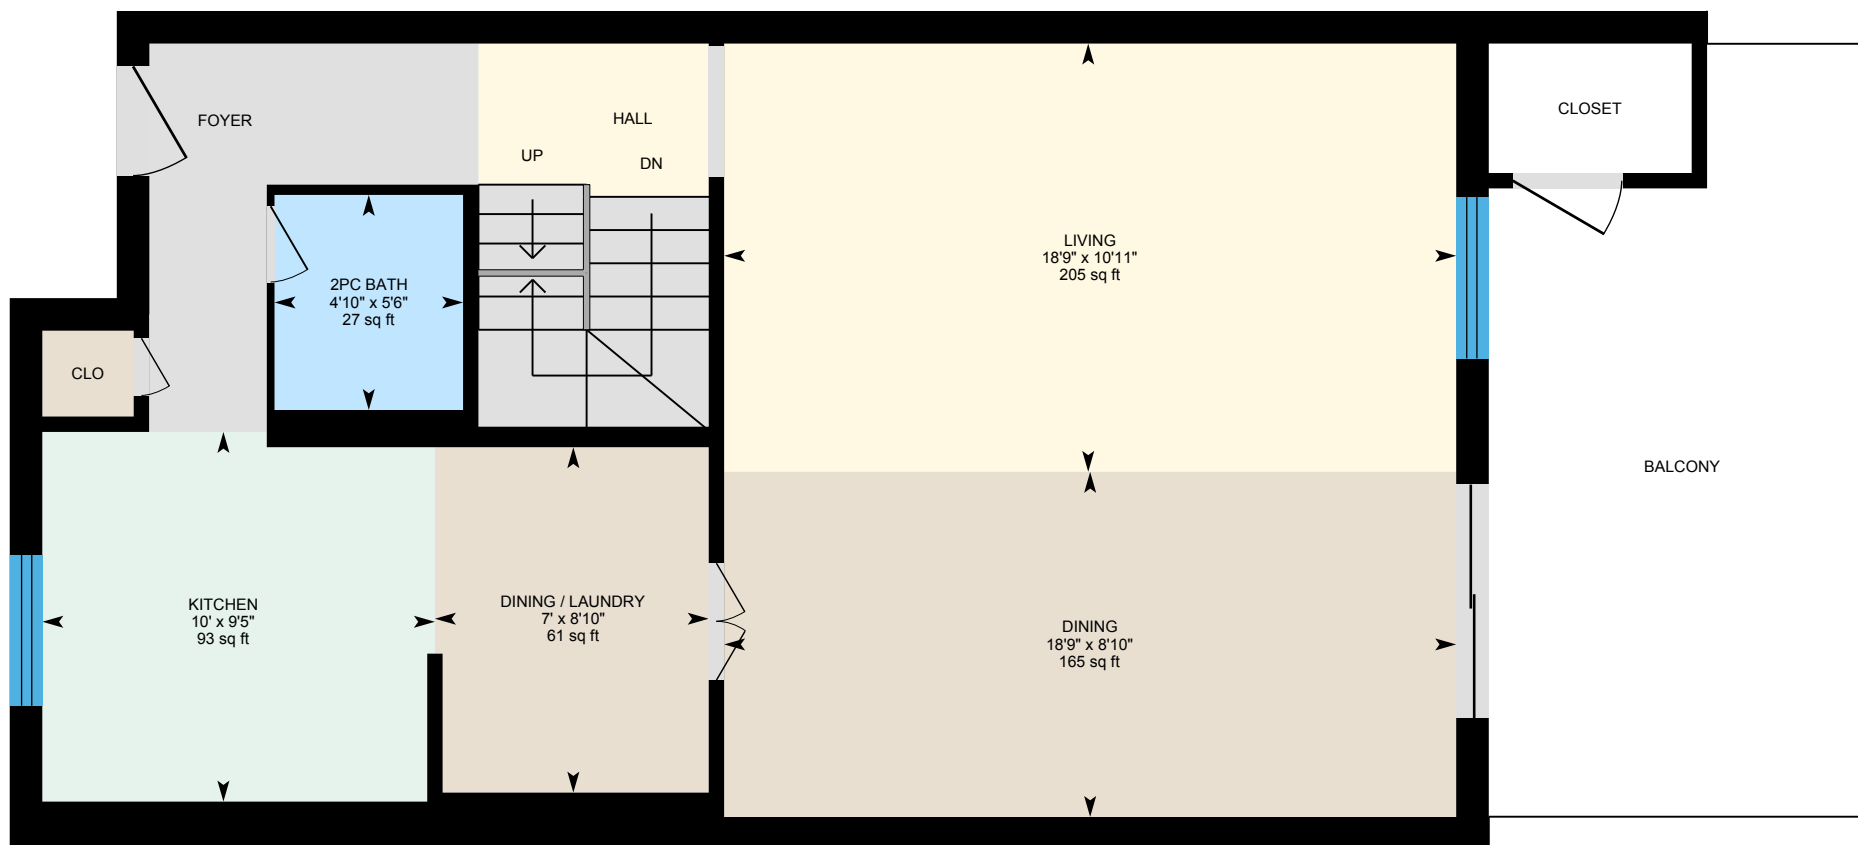 FOYER
HALL
UP
DN
CLOSET
LIVING
18'9" x 10'11"
205 sq ft
2PC BATH
4'10" x 5'6"
27 sq ft
CLO
BALCONY
KITCHEN
10' x 9'5"
93 sq ft
DINING / LAUNDRY
7' x 8'10"
61 sq ft
DINING
18'9" x 8'10"
165 sq ft